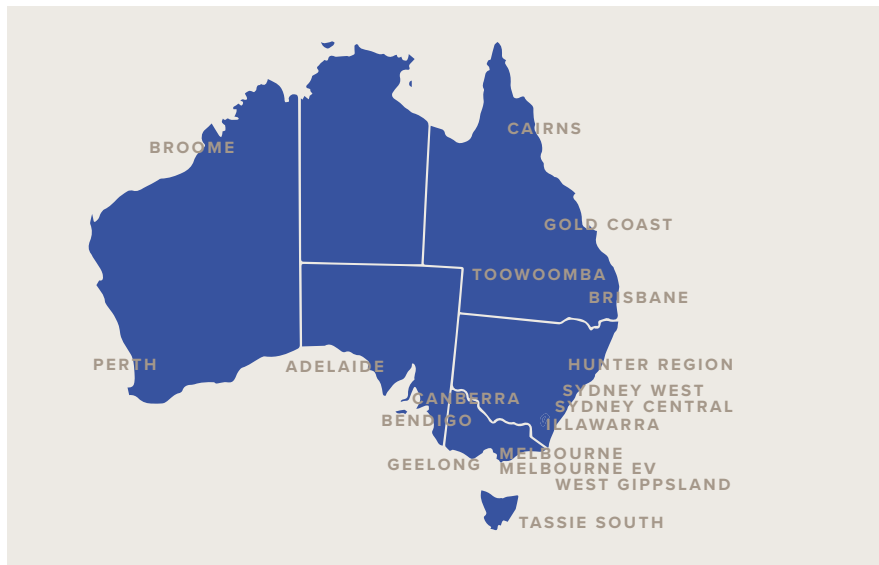 CAIRNS
BROOME
GOLD COAST
TOOWOOMBA
BRISBANE
PERTH
ADELAIDE
HUNTER REGION
SYDNEY WEST
CANBERRA
SYDNEY CENTRAL
BENDIGO
ILLAWARRA
MELBOURNE
GEELONG
MELBOURNE EV
WEST GIPPSLAND
TASSIE SOUTH